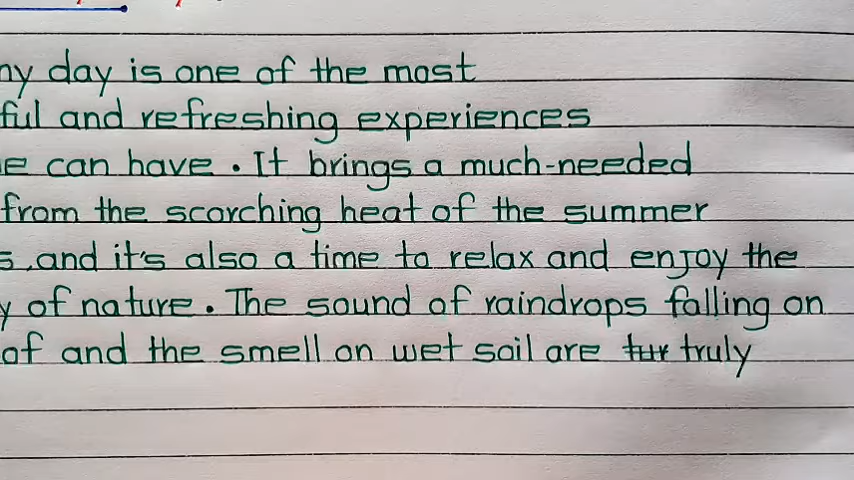 ny day is one of the most
ful and refreshing experiences
e can have . It brings a much-needed
from the scorching heat of the summer
s , and it's also a time to relax and enjoy the
y of nature . The sound of raindrops falling on
of and the smell on wet soil are tur truly